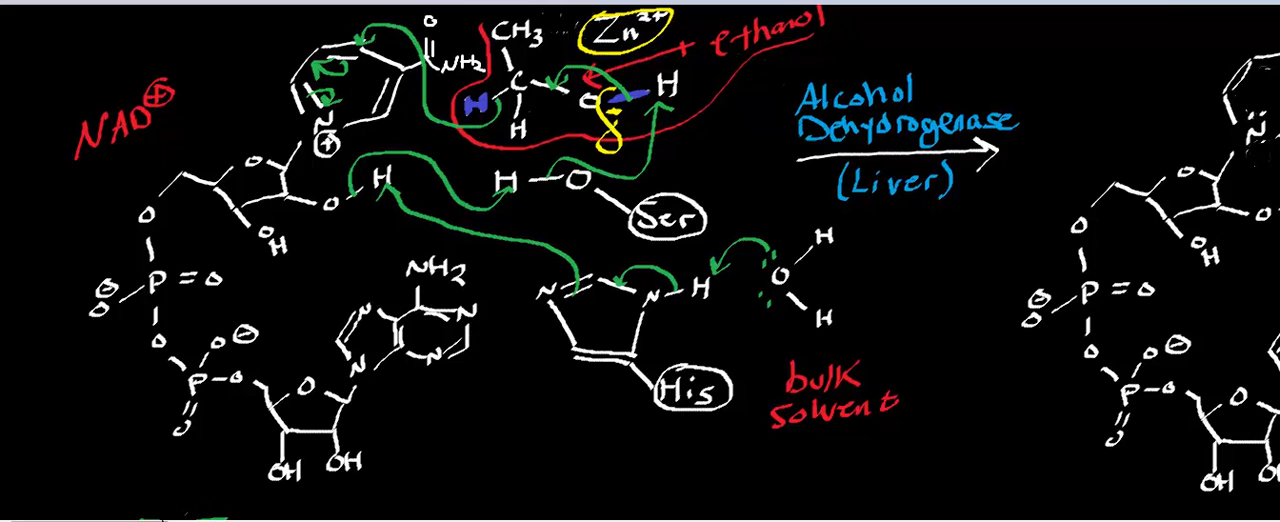 NAD⊕
O
NH₂
CH₃
Zn²⁺
+ ethanol
H
C
O
H
H
N
⊕
Alcohol
Dehydrogenase
(Liver)
N
O
O
H
H
O
Ser
O
H
O
P = O
⊖
O
O
O ⊖
P
O
O
O
OH
OH
NH₂
N
N
N
N
N
N
H
His
H
O
H
bulk
solvent
O
O
O
H
O
P = O
⊖
O
O
O ⊖
P
O
O
O
OH
O